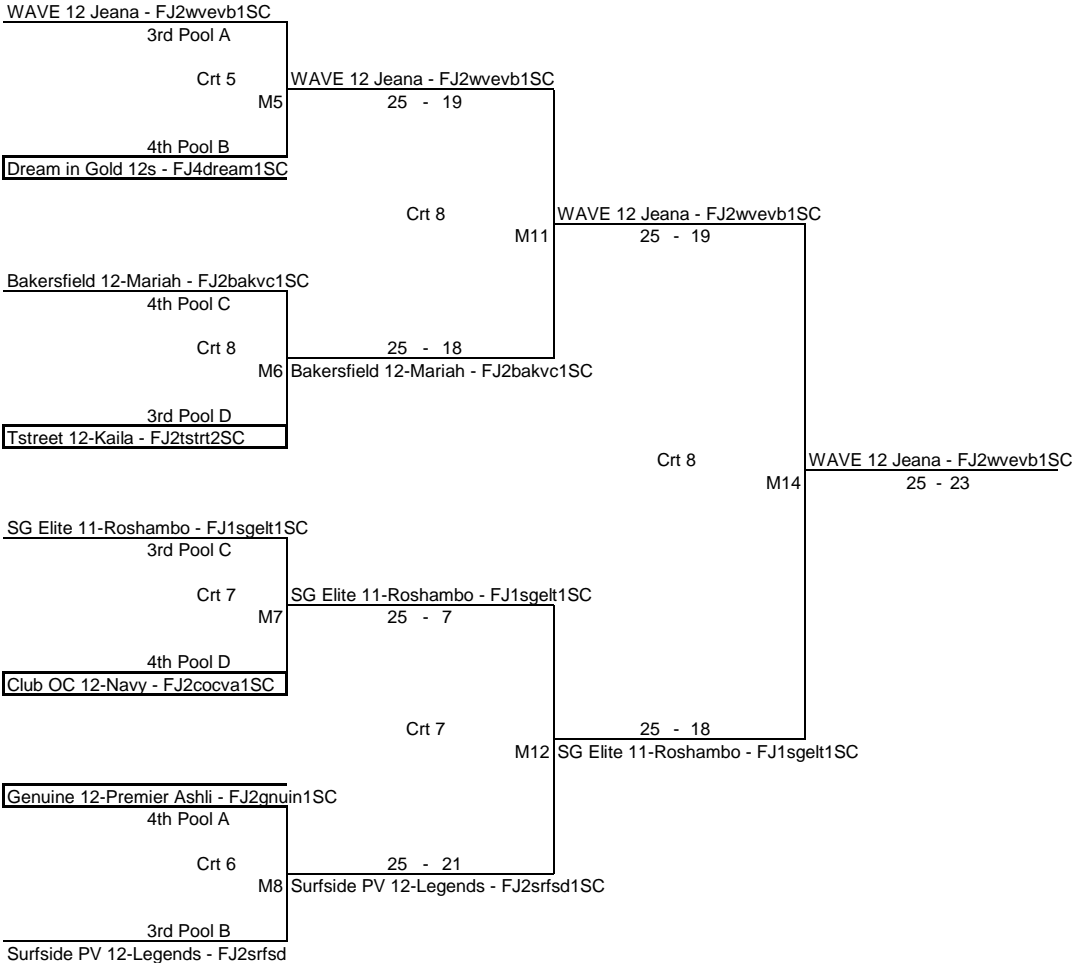 WAVE 12 Jeana - FJ2wvevb1SC
3rd Pool A
Crt 5
WAVE 12 Jeana - FJ2wvevb1SC
M5
25 - 19
4th Pool B
Dream in Gold 12s - FJ4dream1SC
Crt 8
WAVE 12 Jeana - FJ2wvevb1SC
M11
25 - 19
Bakersfield 12-Mariah - FJ2bakvc1SC
4th Pool C
Crt 8
25 - 18
M6
Bakersfield 12-Mariah - FJ2bakvc1SC
3rd Pool D
Tstreet 12-Kaila - FJ2tstrt2SC
Crt 8
WAVE 12 Jeana - FJ2wvevb1SC
M14
25 - 23
SG Elite 11-Roshambo - FJ1sgelt1SC
3rd Pool C
Crt 7
SG Elite 11-Roshambo - FJ1sgelt1SC
M7
25 - 7
4th Pool D
Club OC 12-Navy - FJ2cocva1SC
Crt 7
25 - 18
M12
SG Elite 11-Roshambo - FJ1sgelt1SC
Genuine 12-Premier Ashli - FJ2gnuin1SC
4th Pool A
Crt 6
25 - 21
M8
Surfside PV 12-Legends - FJ2srfsd1SC
3rd Pool B
Surfside PV 12-Legends - FJ2srfsd